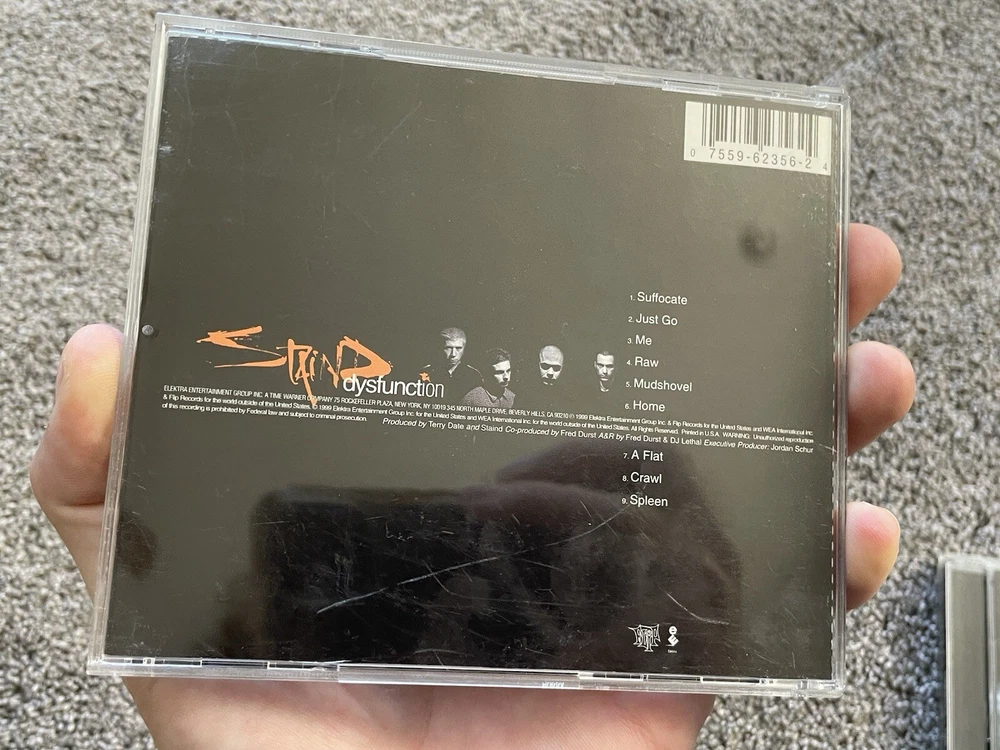 0 7559-62356-2 4
1. Suffocate
2. Just Go
3. Me
4. Raw
5. Mudshovel
6. Home
STAIND
dysfunction
ELEKTRA ENTERTAINMENT GROUP INC. A TIME WARNER COMPANY 75 ROCKEFELLER PLAZA, NEW YORK, NY 10019 345 NORTH MAPLE DRIVE, BEVERLY HILLS, CA 90210 ℗ 1999 Elektra Entertainment Group Inc. & Flip Records for the United States and WEA International Inc.
& Flip Records for the world outside of the United States. © 1999 Elektra Entertainment Group Inc. for the United States and WEA International Inc. for the world outside of the United States. All Rights Reserved. Printed in U.S.A. WARNING: Unauthorized reproduction
of this recording is prohibited by Federal law and subject to criminal prosecution.
Produced by Terry Date and Staind Co-produced by Fred Durst A&R by Fred Durst & DJ Lethal Executive Producer: Jordan Schur
7. A Flat
8. Crawl
9. Spleen